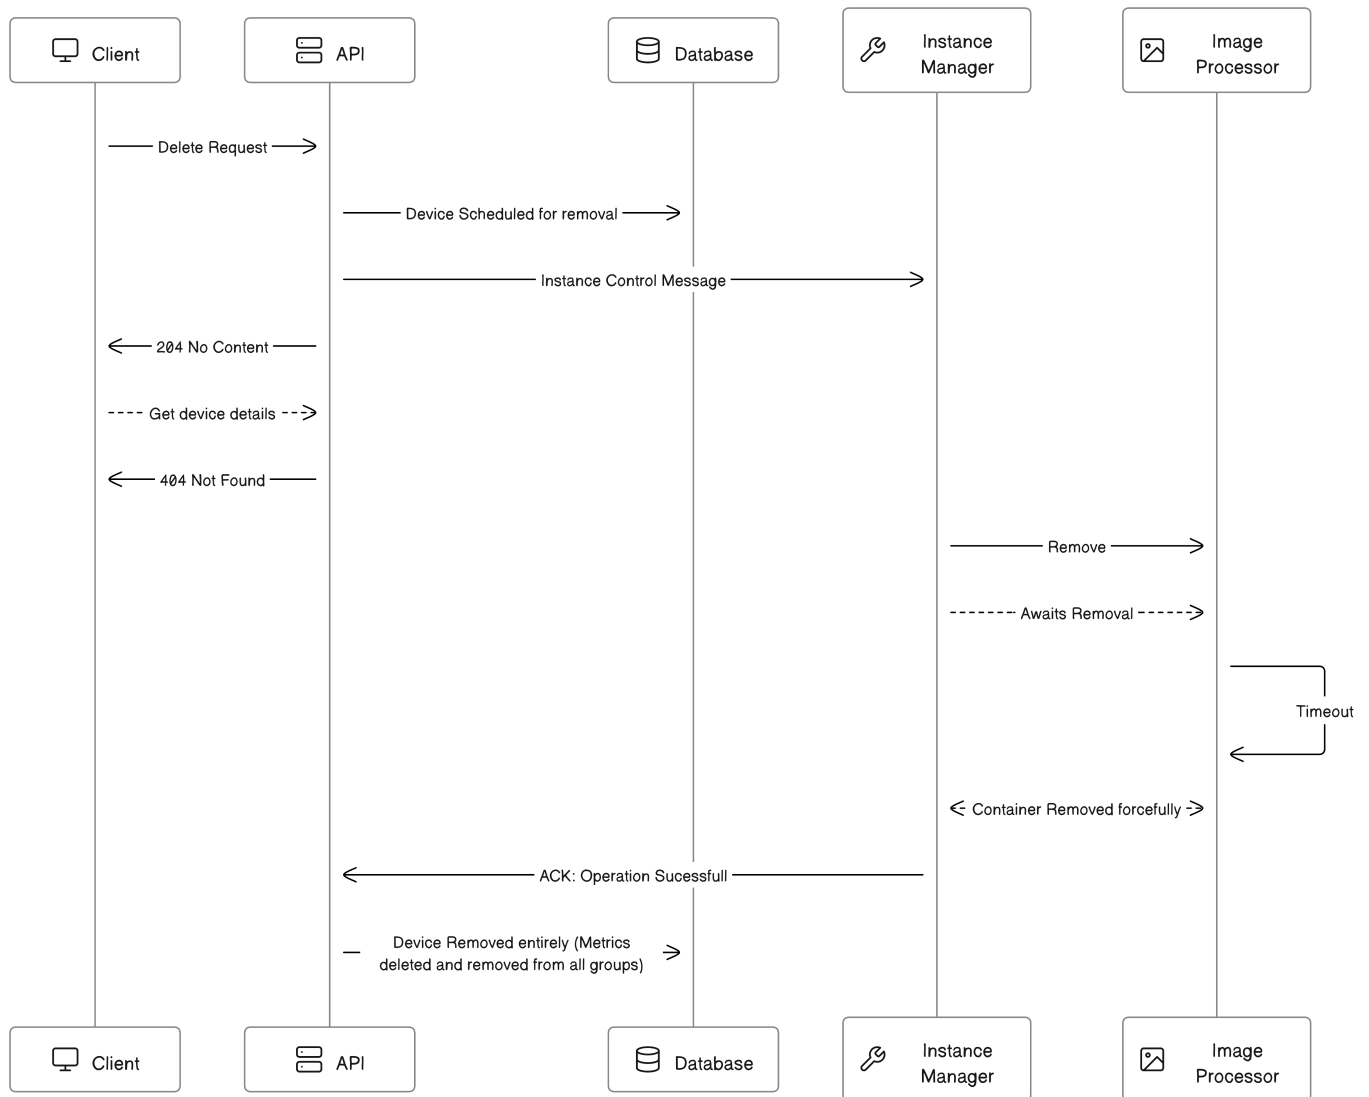 Client
API
Database
Instance
Manager
Image
Processor
Delete Request
Device Scheduled for removal
Instance Control Message
204 No Content
Get device details
404 Not Found
Remove
Awaits Removal
Timeout
Container Removed forcefully
ACK: Operation Sucessfull
Device Removed entirely (Metrics
deleted and removed from all groups)
Client
API
Database
Instance
Manager
Image
Processor